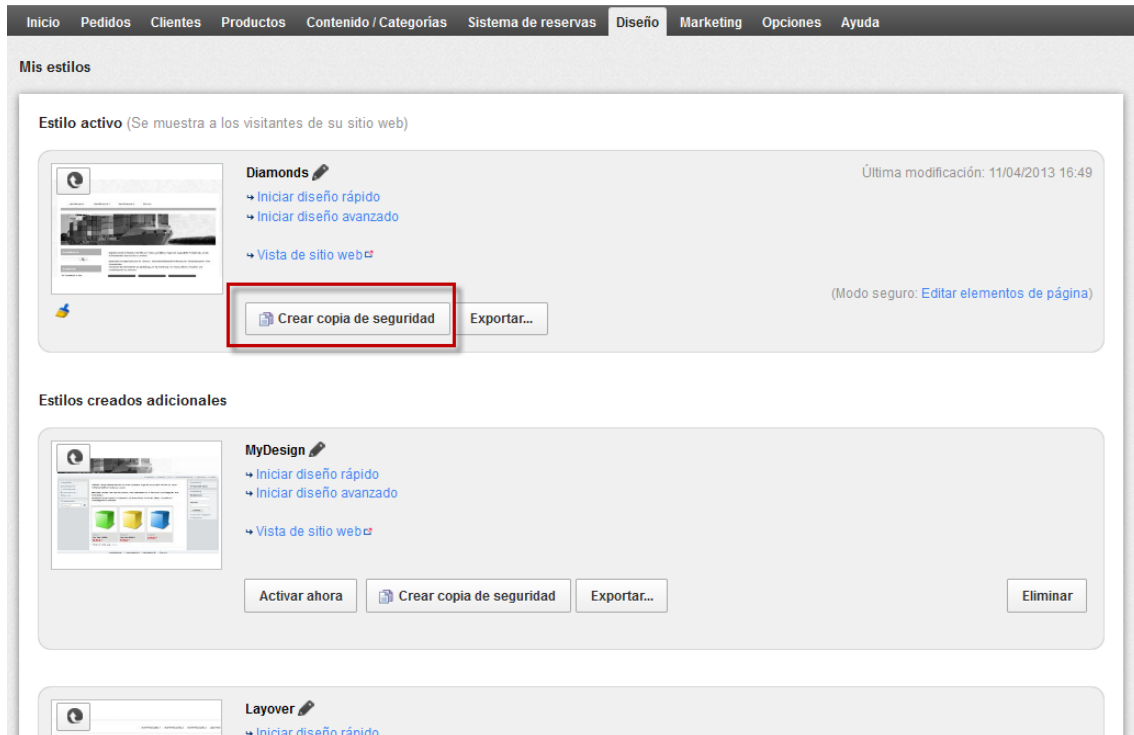 Inicio Pedidos Clientes Productos Contenido / Categorías Sistema de reservas Diseño Marketing Opciones Ayuda
Mis estilos
Estilo activo (Se muestra a los visitantes de su sitio web)
Diamonds
Última modificación: 11/04/2013 16:49
Iniciar diseño rápido
Iniciar diseño avanzado
Vista de sitio web
(Modo seguro: Editar elementos de página)
Crear copia de seguridad Exportar...
Estilos creados adicionales
MyDesign
Iniciar diseño rápido
Iniciar diseño avanzado
Vista de sitio web
Activar ahora Crear copia de seguridad Exportar... Eliminar
Layover
Iniciar diseño rápido